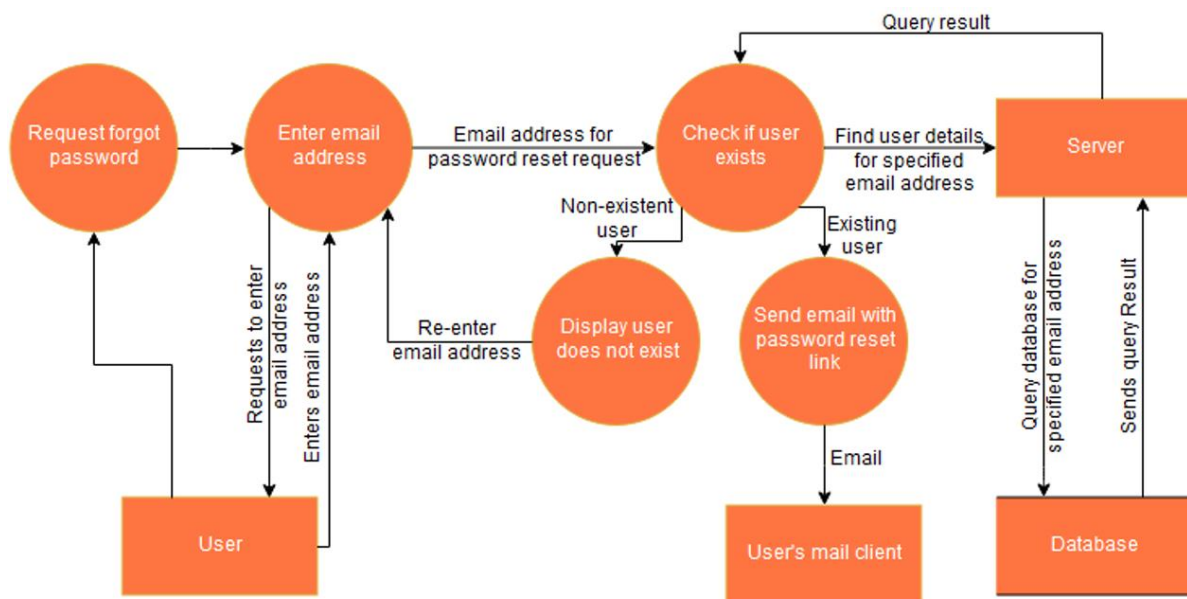 Query result
Request forgot
password
Enter email
address
Email address for
password reset request
Check if user
exists
Find user details
for specified
email address
Server
Non-existent
user
Existing
user
Requests to enter
email address
Enters email address
Re-enter
email address
Display user
does not exist
Send email with
password reset
link
Query database for
specified email address
Sends query Result
Email
User
User's mail client
Database